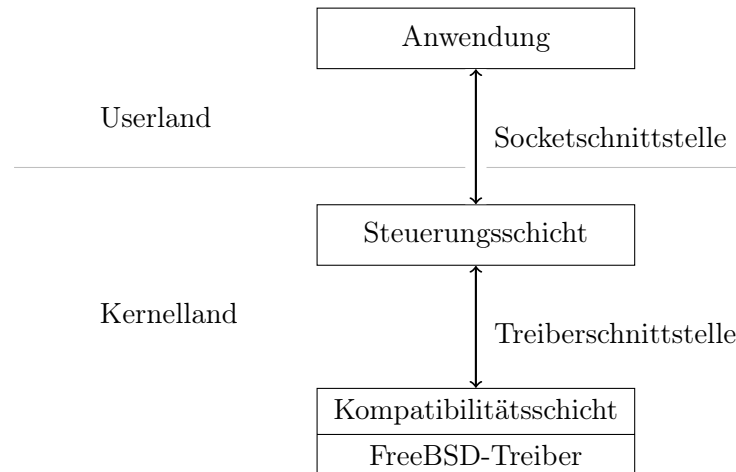 Anwendung
Userland
Socketschnittstelle
Steuerungsschicht
Kernelland
Treiberschnittstelle
Kompatibilitätsschicht
FreeBSD-Treiber